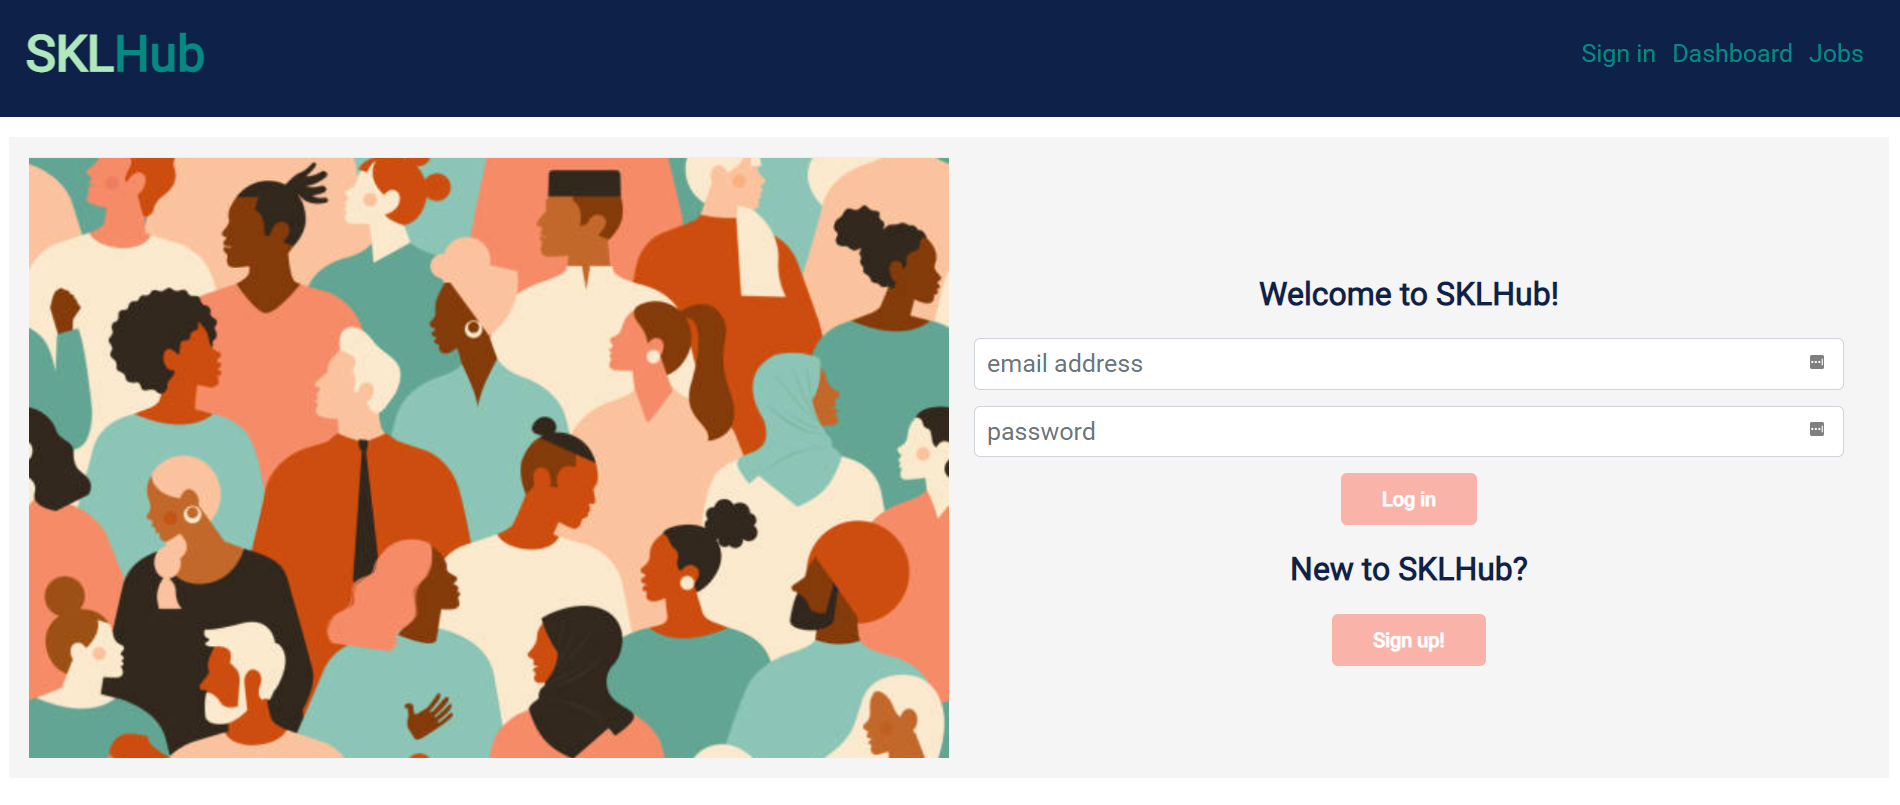 SKLHub
Sign in Dashboard Jobs
Welcome to SKLHub!
email address
password
Log in
New to SKLHub?
Sign up!